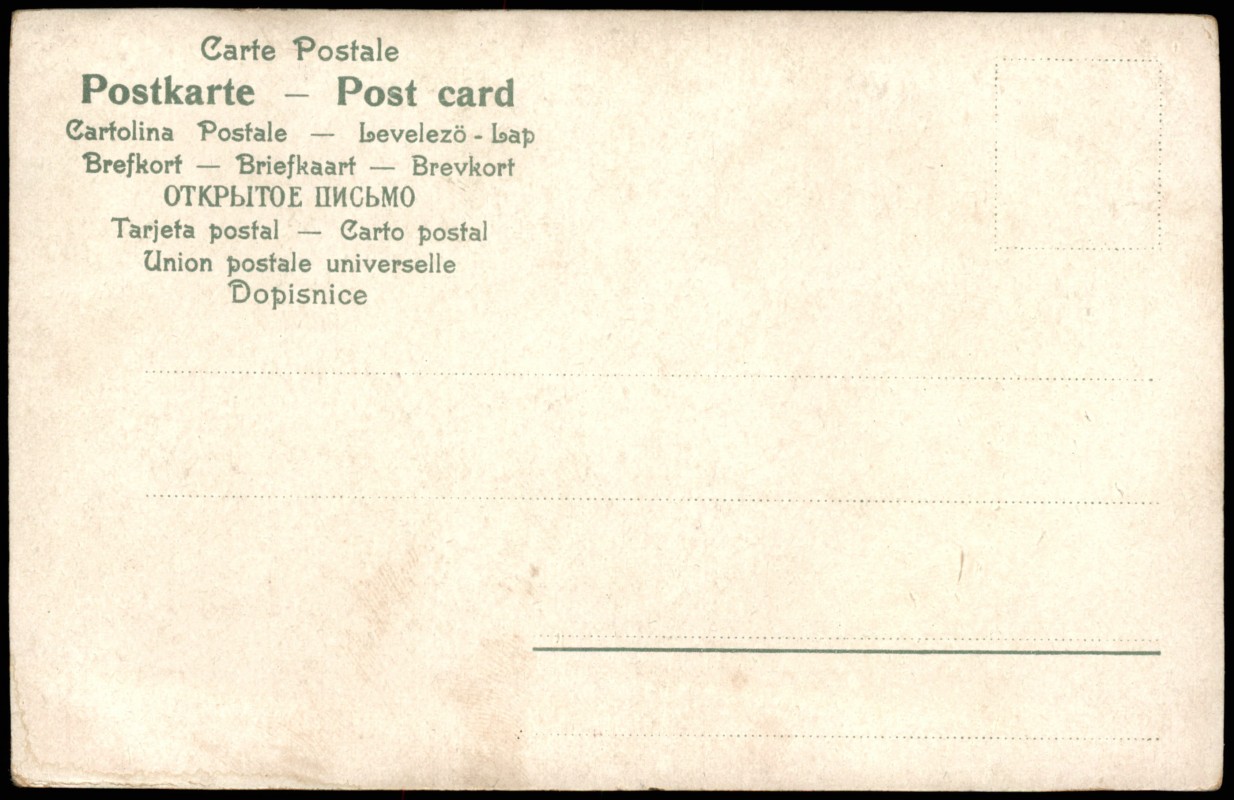 Carte Postale
Postkarte — Post card
Cartolina Postale — Levelezö - Lap
Brefkort — Briefkaart — Brevkort
ОТКРЫТОЕ ПИСЬМО
Tarjeta postal — Carto postal
Union postale universelle
Dopisnice